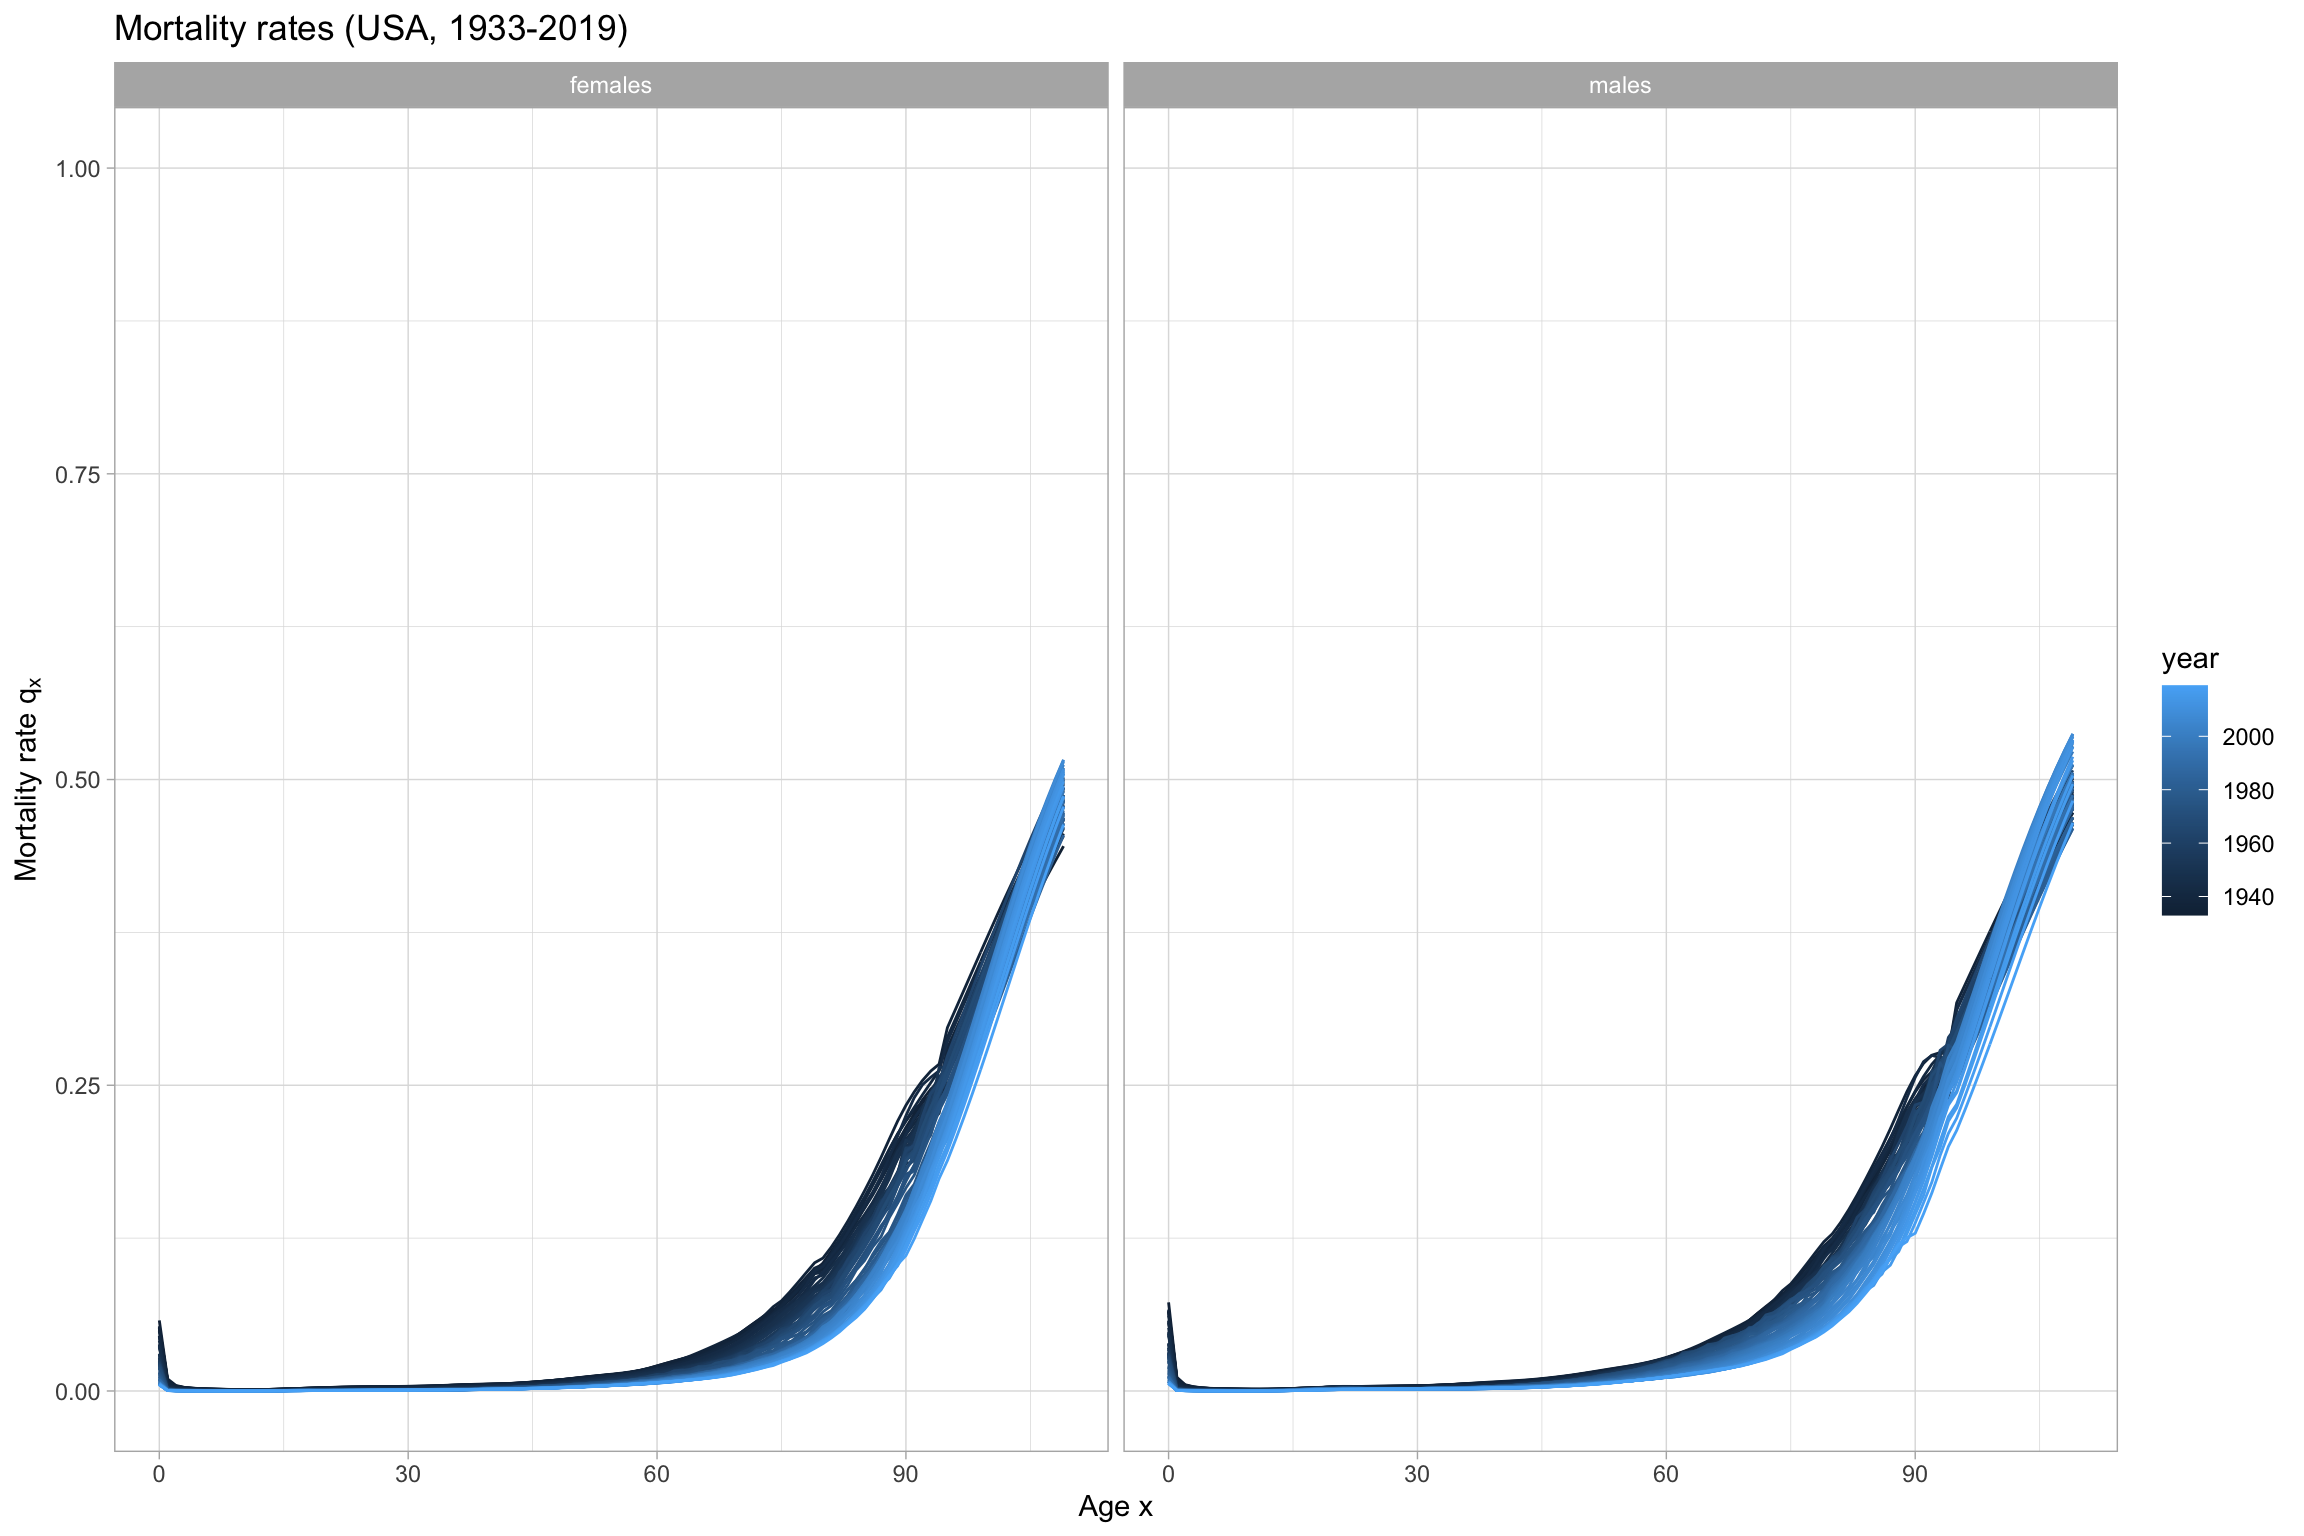 Mortality rates (USA, 1933-2019)
females
males
1.00
0.75
0.50
0.25
0.00
Mortality rate qₓ
0 30 60 90
0 30 60 90
Age x
year
2000
1980
1960
1940